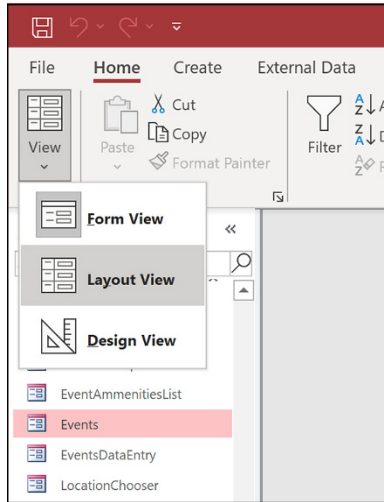 File Home Create External Data
Cut
Copy
Format Painter
View
Paste
Filter
Form View
Layout View
Design View
EventAmmenitiesList
Events
EventsDataEntry
LocationChooser